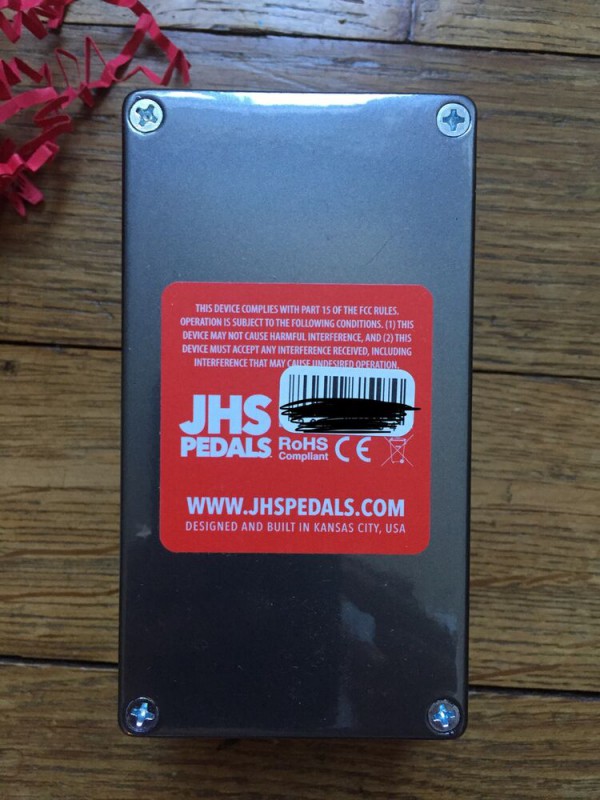 THIS DEVICE COMPLIES WITH PART 15 OF THE FCC RULES.
OPERATION IS SUBJECT TO THE FOLLOWING CONDITIONS. (1) THIS
DEVICE MAY NOT CAUSE HARMFUL INTERFERENCE, AND (2) THIS
DEVICE MUST ACCEPT ANY INTERFERENCE RECEIVED, INCLUDING
INTERFERENCE THAT MAY CAUSE UNDESIRED OPERATION.
JHS
PEDALS
RoHS
Compliant
CE
WWW.JHSPEDALS.COM
DESIGNED AND BUILT IN KANSAS CITY, USA